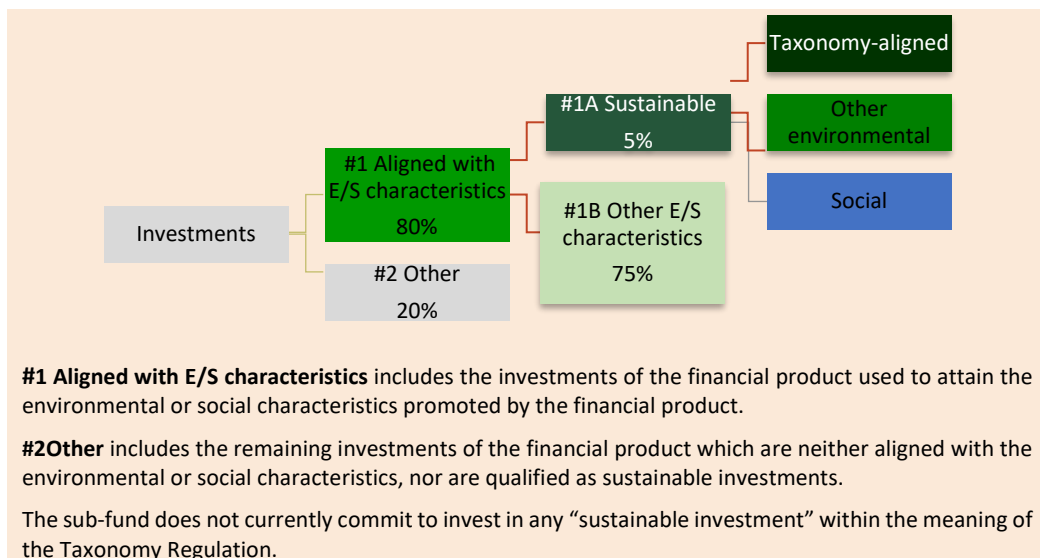 Taxonomy-aligned
#1A Sustainable
5%
Other
environmental
#1 Aligned with
E/S characteristics
80%
#1B Other E/S
characteristics
75%
Social
Investments
#2 Other
20%
#1 Aligned with E/S characteristics includes the investments of the financial product used to attain the
environmental or social characteristics promoted by the financial product.
#2Other includes the remaining investments of the financial product which are neither aligned with the
environmental or social characteristics, nor are qualified as sustainable investments.
The sub-fund does not currently commit to invest in any “sustainable investment” within the meaning of
the Taxonomy Regulation.